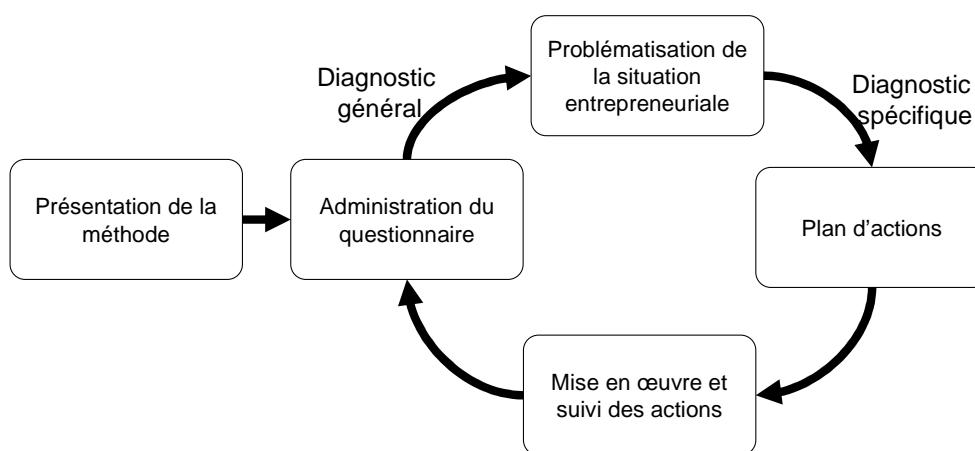 Problématisation de
la situation
entrepreneuriale
Diagnostic
général
Diagnostic
spécifique
Présentation de la
méthode
Administration du
questionnaire
Plan d’actions
Mise en œuvre et
suivi des actions